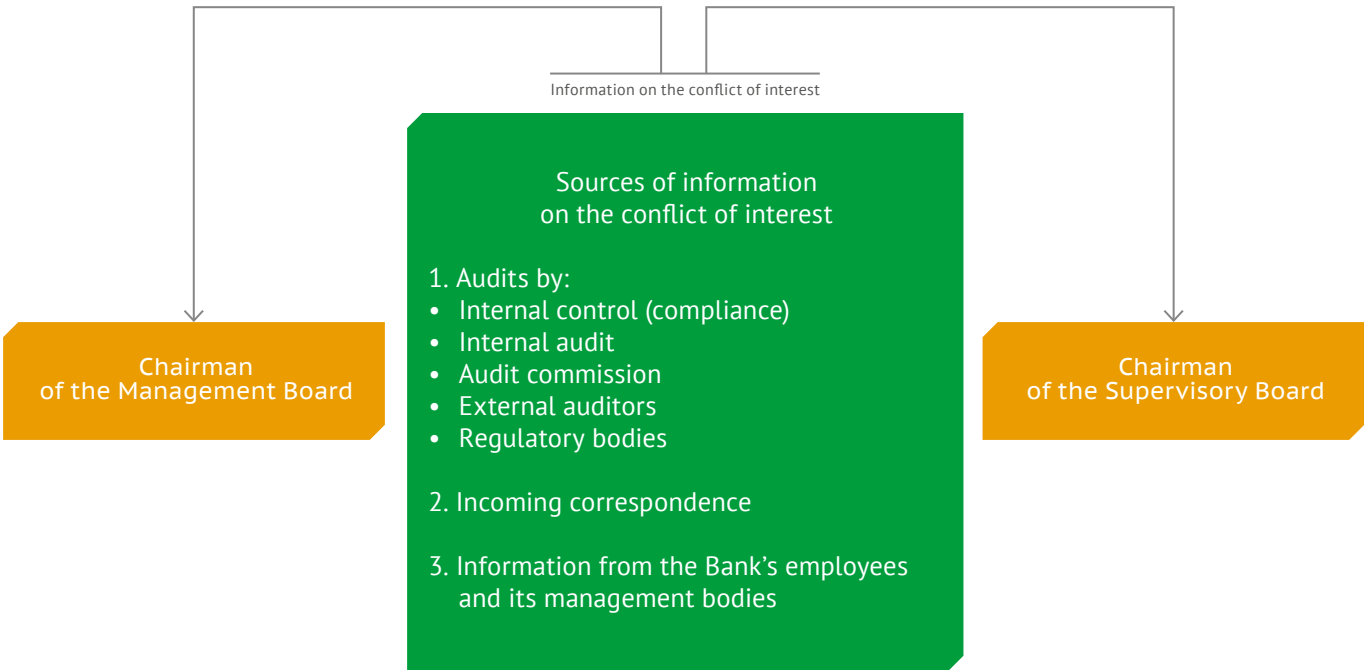 Information on the conflict of interest
Sources of information
on the conflict of interest
1. Audits by:
• Internal control (compliance)
• Internal audit
• Audit commission
• External auditors
• Regulatory bodies
2. Incoming correspondence
3. Information from the Bank’s employees
and its management bodies
Chairman
of the Management Board
Chairman
of the Supervisory Board